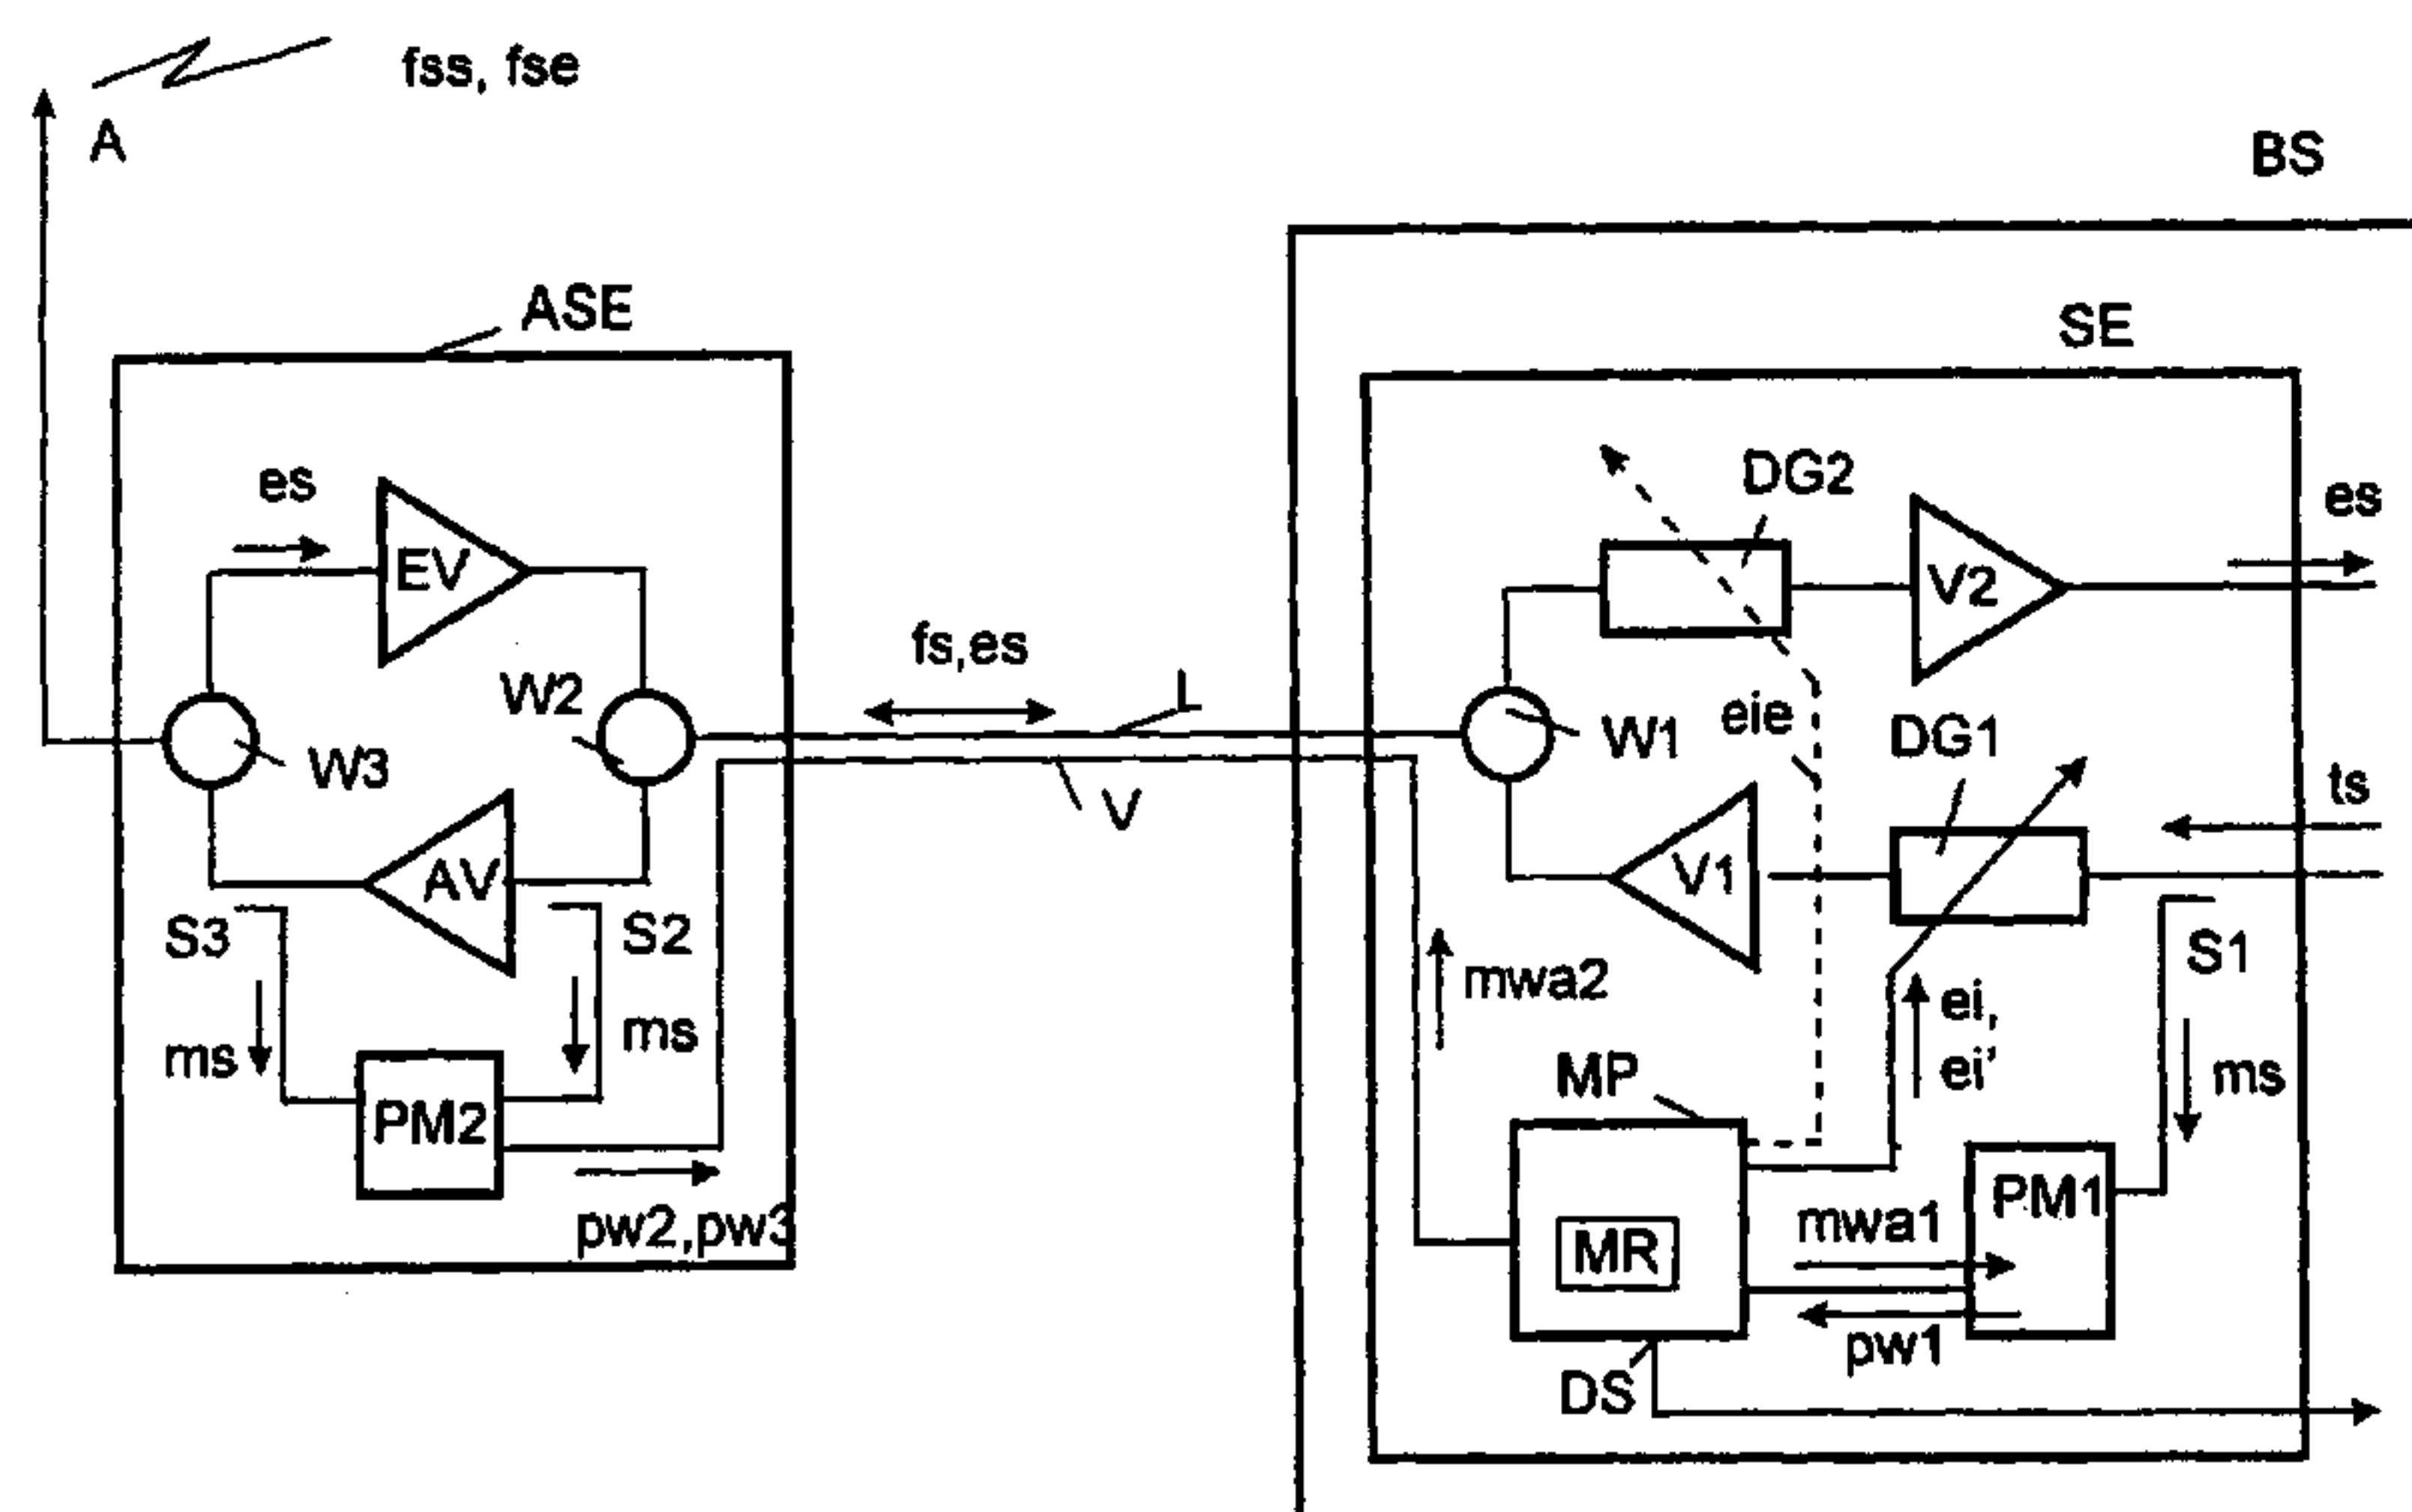 fss, fse
A
BS
ASE
SE
es
EV
DG2
es
V2
fs,es
L
W2
W3
W1
eie
DG1
ts
V
AV
V1
S3
S2
S1
mwa2
ei,
ei'
ms
ms
ms
MP
PM2
PM1
pw2,pw3
mwa1
MR
pw1
DS